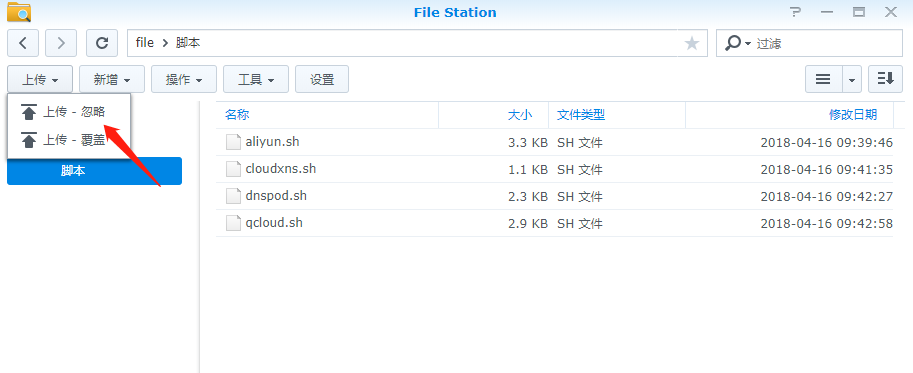 File Station
file 脚本 过滤
上传 新增 操作 工具 设置
上传 - 忽略
上传 - 覆盖
脚本
名称 大小 文件类型 修改日期
aliyun.sh 3.3 KB SH 文件 2018-04-16 09:39:46
cloudxns.sh 1.1 KB SH 文件 2018-04-16 09:41:35
dnspod.sh 2.3 KB SH 文件 2018-04-16 09:42:27
qcloud.sh 2.9 KB SH 文件 2018-04-16 09:42:58